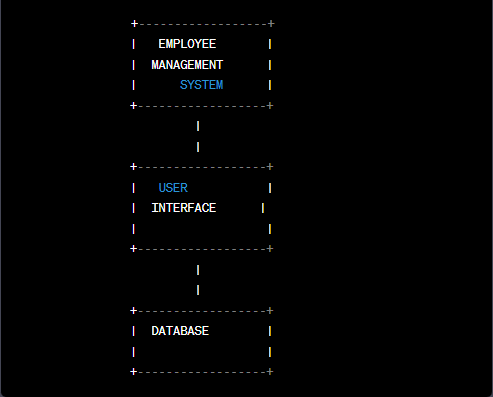 +------------------+
|   EMPLOYEE       |
|  MANAGEMENT      |
|      SYSTEM      |
+------------------+
         |
         |
+------------------+
|   USER           |
|  INTERFACE      |
|                  |
+------------------+
         |
         |
+------------------+
|  DATABASE        |
|                  |
+------------------+